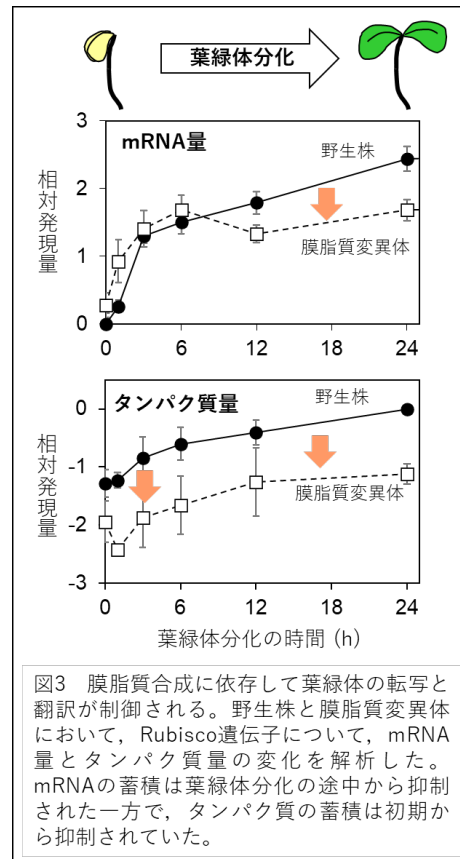 葉緑体分化
mRNA量
野生株
膜脂質変異体
相対発現量
3
2
1
0
0
6
12
18
24
タンパク質量
野生株
膜脂質変異体
相対発現量
0
-1
-2
-3
0
6
12
18
24
葉緑体分化の時間 (h)
図3　膜脂質合成に依存して葉緑体の転写と
翻訳が制御される。野生株と膜脂質変異体
において，Rubisco遺伝子について，mRNA
量とタンパク質量の変化を解析した。
mRNAの蓄積は葉緑体分化の途中から抑制
された一方で，タンパク質の蓄積は初期か
ら抑制されていた。